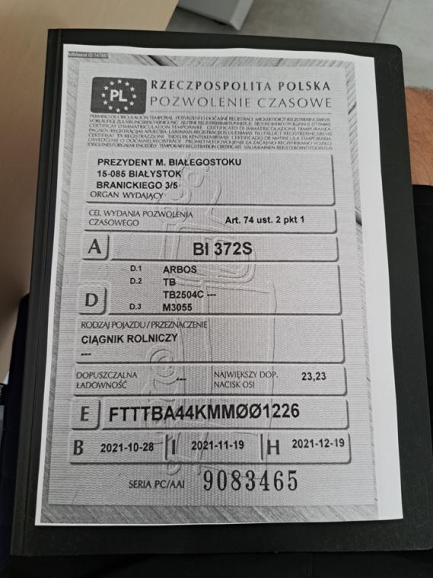 PL
RZECZPOSPOLITA POLSKA
POZWOLENIE CZASOWE
PREZYDENT M. BIAŁEGOSTOKU
15-085 BIAŁYSTOK
BRANICKIEGO 3/5
ORGAN WYDAJĄCY
CEL WYDANIA POZWOLENIA
CZASOWEGO Art. 74 ust. 2 pkt 1
A BI 372S
D.1 ARBOS
D.2 TB
TB2504C ---
D
D.3 M3055
RODZAJ POJAZDU / PRZEZNACZENIE
CIĄGNIK ROLNICZY
---
DOPUSZCZALNA ŁADOWNOŚĆ --- NAJWIĘKSZY DOP. NACISK OSI 23,23
E FTTTBA44KMMØØ1226
B 2021-10-28 I 2021-11-19 H 2021-12-19
SERIA PC/AAI 9083465